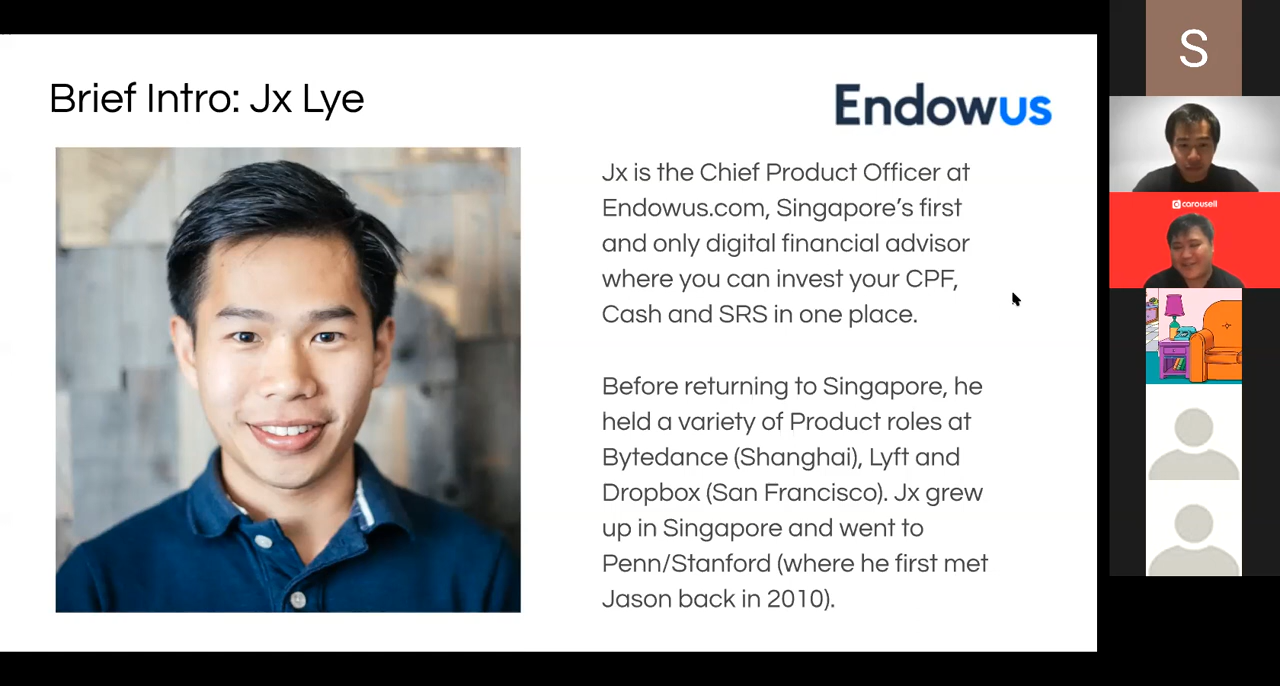 Brief Intro: Jx Lye
Endowus
Jx is the Chief Product Officer at
Endowus.com, Singapore’s first
and only digital financial advisor
where you can invest your CPF,
Cash and SRS in one place.
Before returning to Singapore, he
held a variety of Product roles at
Bytedance (Shanghai), Lyft and
Dropbox (San Francisco). Jx grew
up in Singapore and went to
Penn/Stanford (where he first met
Jason back in 2010).
S
carousell